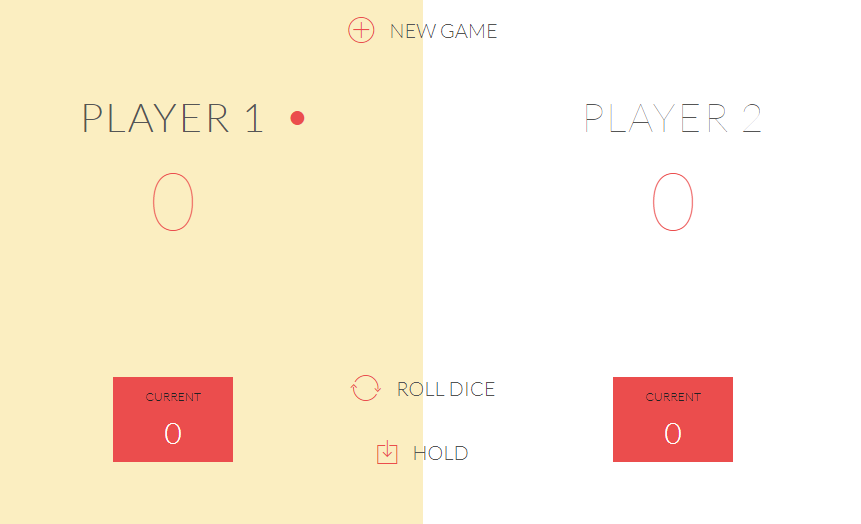 NEW GAME
PLAYER 1
PLAYER 2
0
0
ROLL DICE
CURRENT
0
CURRENT
0
HOLD